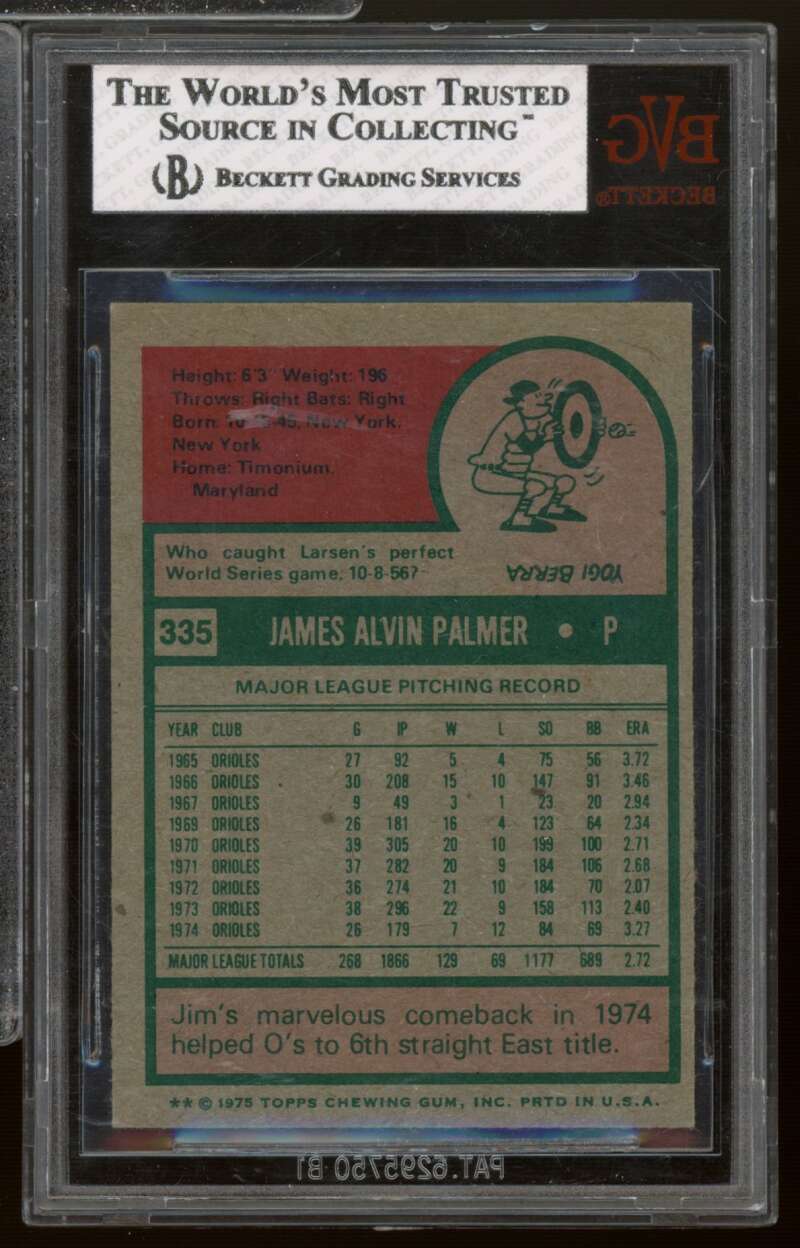 THE WORLD'S MOST TRUSTED
SOURCE IN COLLECTING™
(B) BECKETT GRADING SERVICES
BVG
BECKETT®
Height: 6'3" Weight: 196
Throws: Right Bats: Right
Born: New York,
New York
Home: Timonium,
Maryland
Who caught Larsen's perfect
World Series game, 10-8-56?
YOGI BERRA
335 JAMES ALVIN PALMER • P
MAJOR LEAGUE PITCHING RECORD
YEAR CLUB G IP W L SO BB ERA
1965 ORIOLES 27 92 5 4 75 56 3.72
1966 ORIOLES 30 208 15 10 147 91 3.46
1967 ORIOLES 9 49 3 1 23 20 2.94
1969 ORIOLES 26 181 16 4 123 64 2.34
1970 ORIOLES 39 305 20 10 199 100 2.71
1971 ORIOLES 37 282 20 9 184 106 2.68
1972 ORIOLES 36 274 21 10 184 70 2.07
1973 ORIOLES 38 296 22 9 158 113 2.40
1974 ORIOLES 26 179 7 12 84 69 3.27
MAJOR LEAGUE TOTALS 268 1866 129 69 1177 689 2.72
Jim's marvelous comeback in 1974
helped O's to 6th straight East title.
** © 1975 TOPPS CHEWING GUM, INC. PRTD IN U.S.A.
PAT.6295750 B1